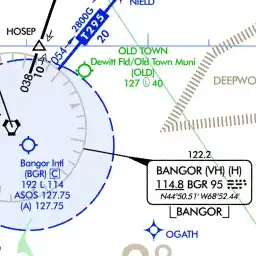 NIELD
HOSEP
2800G
T295
20
054
038
10
OLD TOWN
Dewitt Fld/Old Town Muni
(OLD)
127 L 40
DEEPWO
122.2
Bangor Intl
(BGR) C
192 L 114
ASOS 127.75
(A) 127.75
BANGOR (VH) (H)
114.8 BGR 95
N44°50.51' W68°52.44'
BANGOR
OGATH